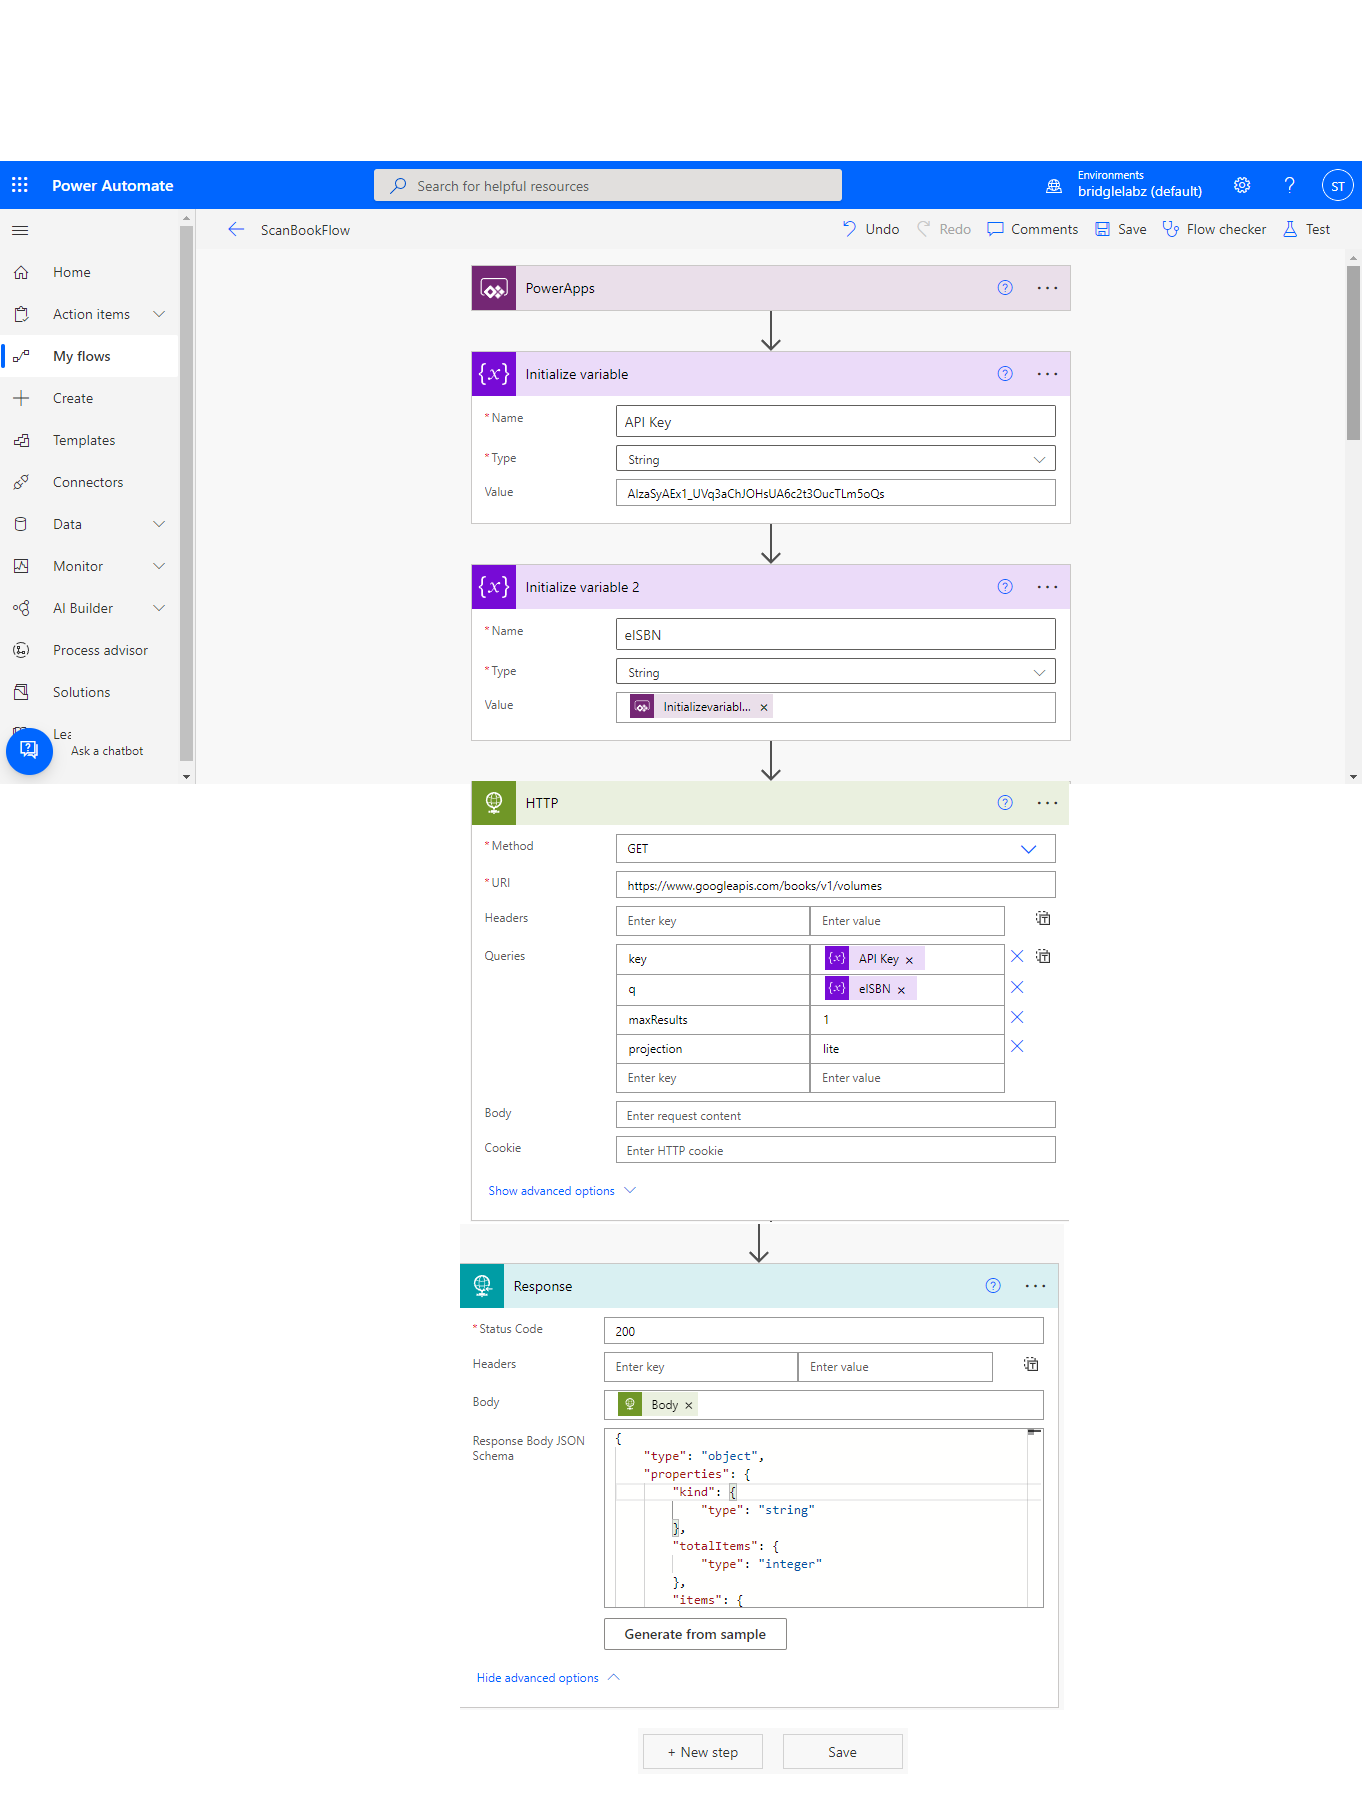 Power Automate
Search for helpful resources
Environments
bridglelabz (default)
ST
ScanBookFlow
Undo
Redo
Comments
Save
Flow checker
Test
Home
Action items
My flows
Create
Templates
Connectors
Data
Monitor
AI Builder
Process advisor
Solutions
Lea
Ask a chatbot
PowerApps
Initialize variable
* Name
API Key
* Type
String
Value
AIzaSyAEx1_UVq3aChJOHsUA6c2t3OucTLm5oQs
Initialize variable 2
* Name
eISBN
* Type
String
Value
Initializevariabl...
HTTP
* Method
GET
* URI
https://www.googleapis.com/books/v1/volumes
Headers
Enter key
Enter value
Queries
key
API Key
q
eISBN
maxResults
1
projection
lite
Enter key
Enter value
Body
Enter request content
Cookie
Enter HTTP cookie
Show advanced options
Response
* Status Code
200
Headers
Enter key
Enter value
Body
Body
Response Body JSON
Schema
{
"type": "object",
"properties": {
"kind": {
"type": "string"
},
"totalItems": {
"type": "integer"
},
"items": {
Generate from sample
Hide advanced options
+ New step
Save